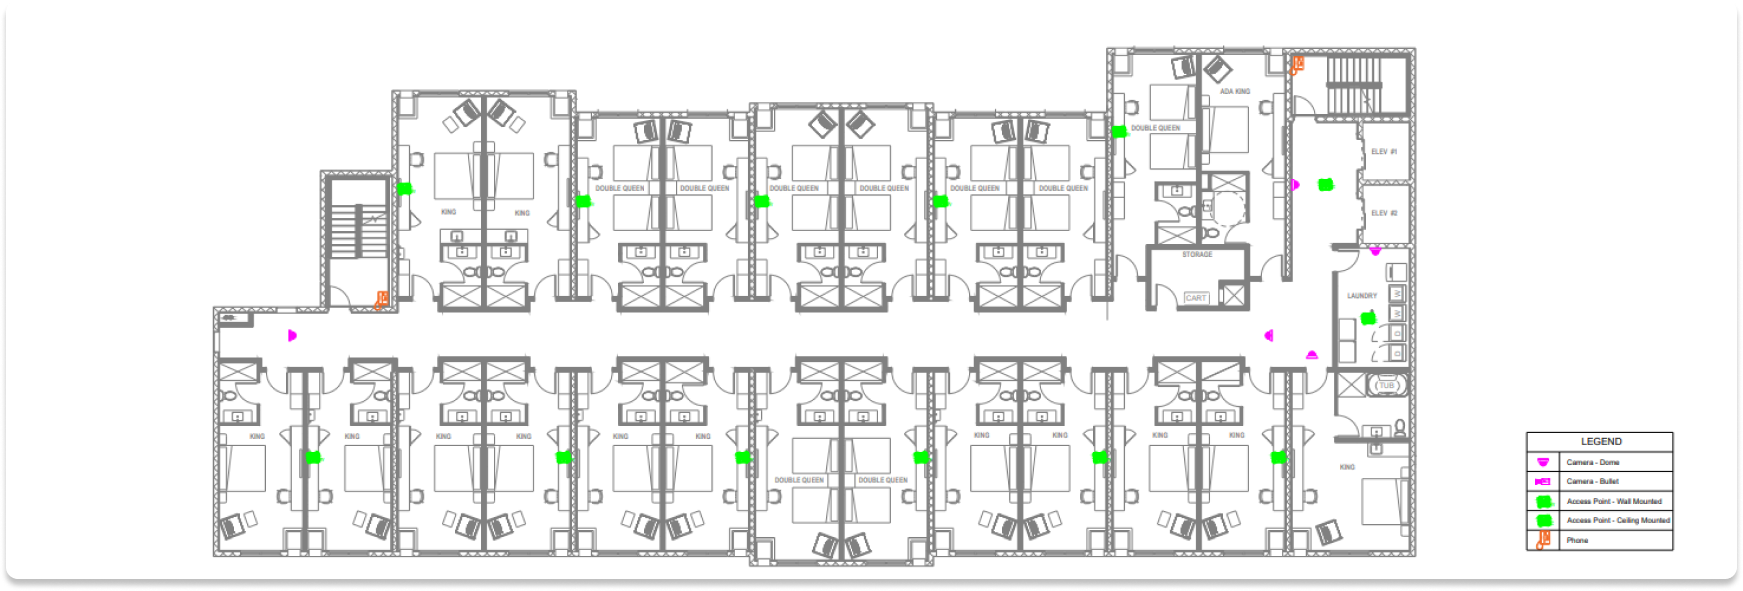 ADA KING
DOUBLE QUEEN
ELEV #1
DOUBLE QUEEN
DOUBLE QUEEN
DOUBLE QUEEN
DOUBLE QUEEN
DOUBLE QUEEN
DOUBLE QUEEN
KING
KING
ELEV #2
STORAGE
CART
LAUNDRY
W
W
D
D
TUB
KING
KING
KING
KING
KING
KING
KING
KING
KING
KING
KING
DOUBLE QUEEN
DOUBLE QUEEN
LEGEND
Camera - Dome
Camera - Bullet
Access Point - Wall Mounted
Access Point - Ceiling Mounted
Phone